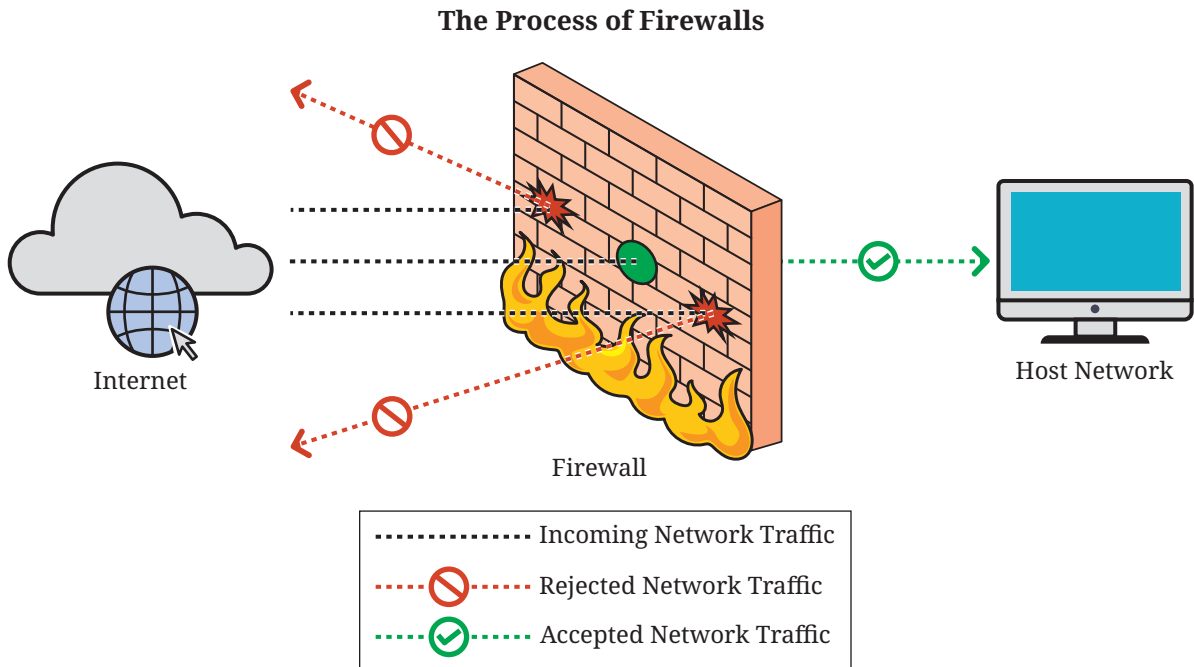 The Process of Firewalls
Internet
Firewall
Host Network
Incoming Network Traffic
Rejected Network Traffic
Accepted Network Traffic